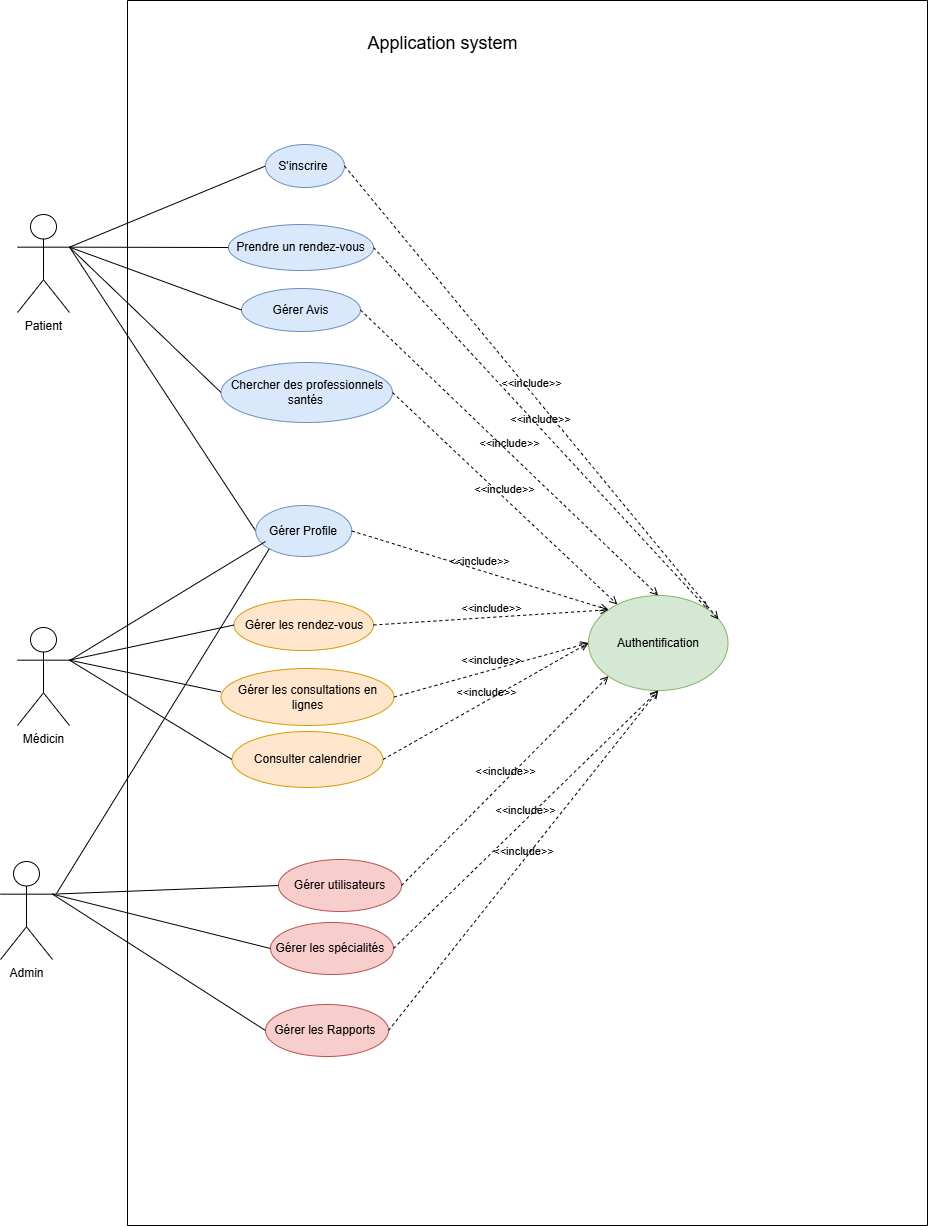 Application system
S'inscrire
Prendre un rendez-vous
Patient
Gérer Avis
Chercher des professionnels
santés
<<include>>
<<include>>
<<include>>
<<include>>
Gérer Profile
<<include>>
<<include>>
Gérer les rendez-vous
Authentification
<<include>>
Gérer les consultations en
lignes
<<include>>
Médicin
Consulter calendrier
<<include>>
<<include>>
<<include>>
Gérer utilisateurs
Gérer les spécialités
Admin
Gérer les Rapports